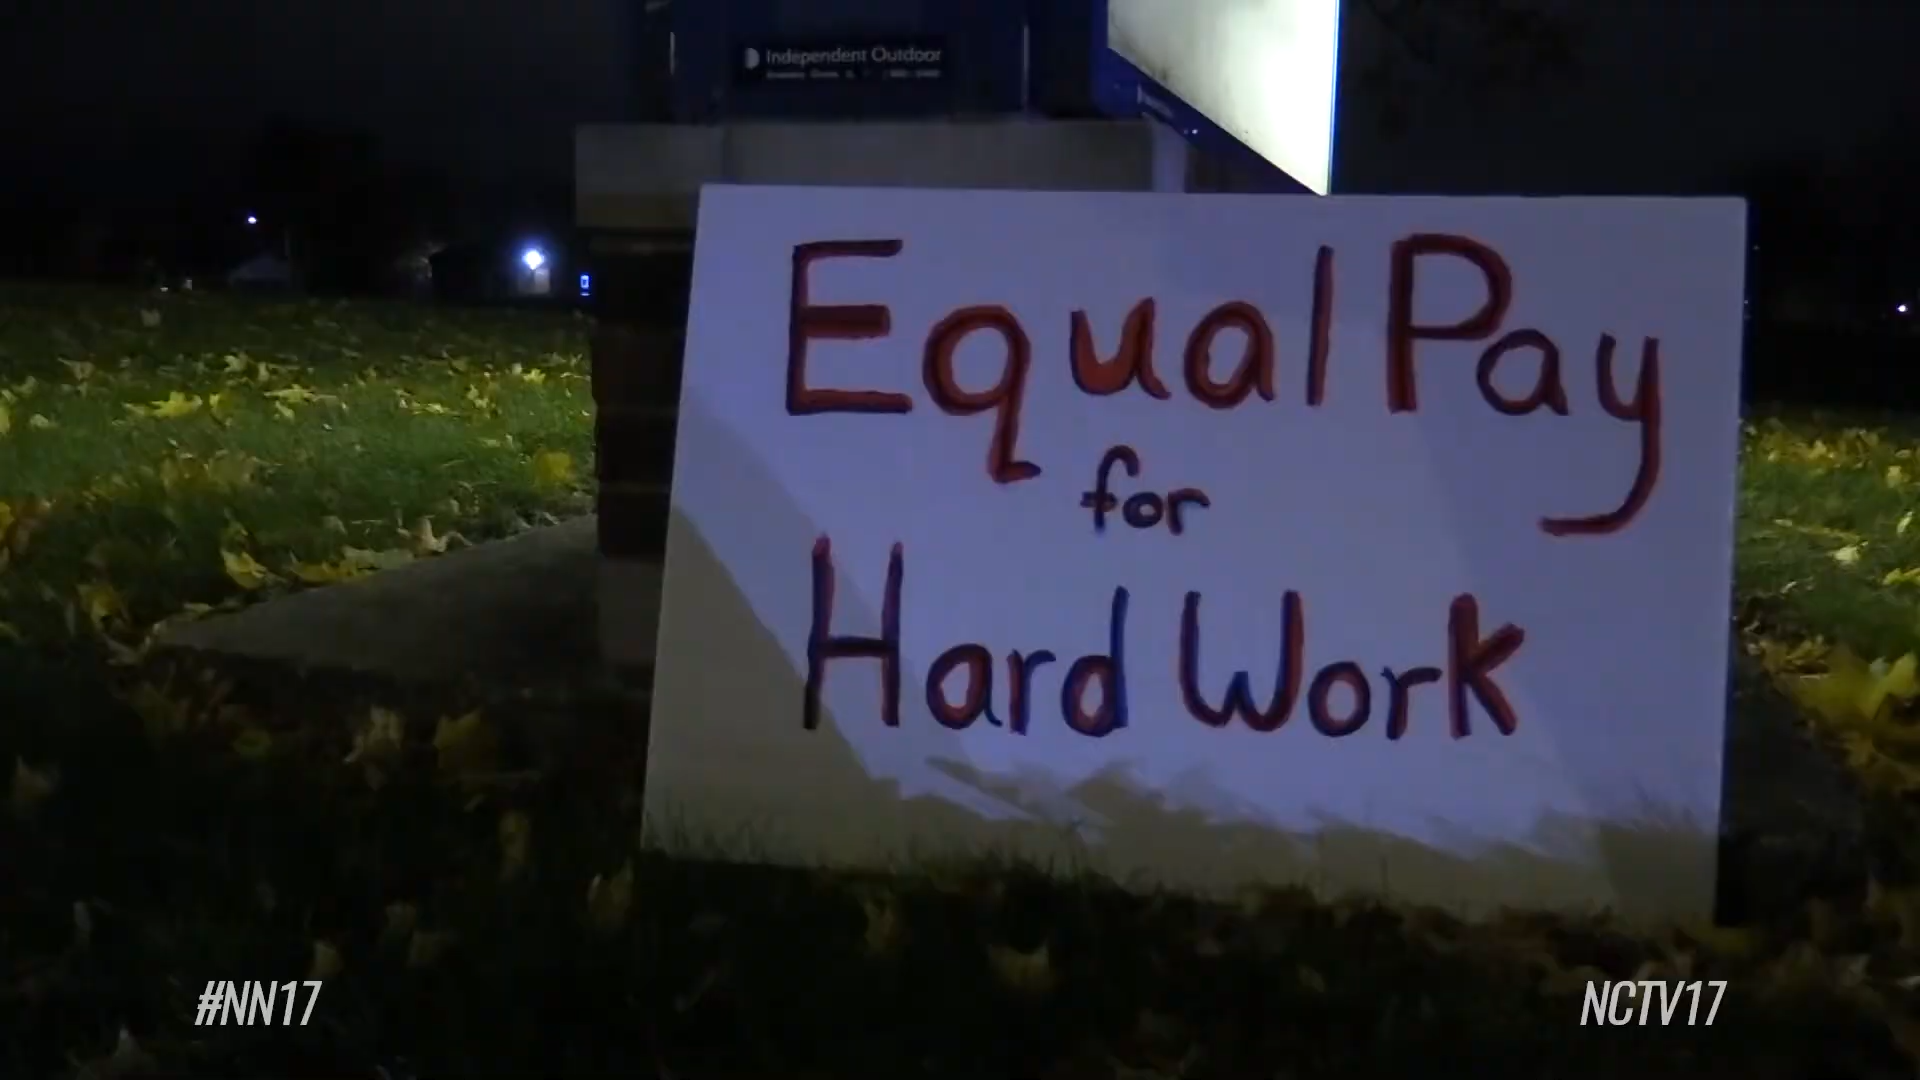 Independent Outdoor
Equal Pay
for
Hard Work
#NN17
NCTV17